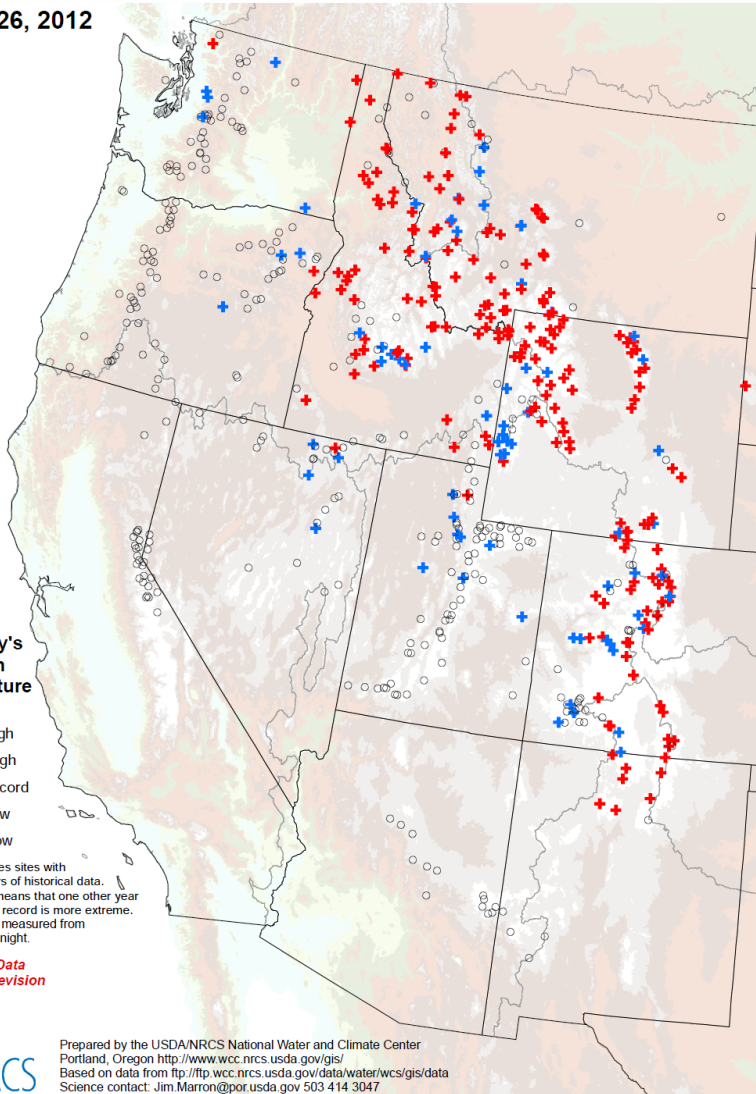 26, 2012
y's
n
ture
gh
gh
cord
w
ow
es sites with
rs of historical data.
means that one other year
record is more extreme.
measured from
night.
Data
evision
CS
Prepared by the USDA/NRCS National Water and Climate Center
Portland, Oregon http://www.wcc.nrcs.usda.gov/gis/
Based on data from ftp://ftp.wcc.nrcs.usda.gov/data/water/wcs/gis/data
Science contact: Jim.Marron@por.usda.gov 503 414 3047